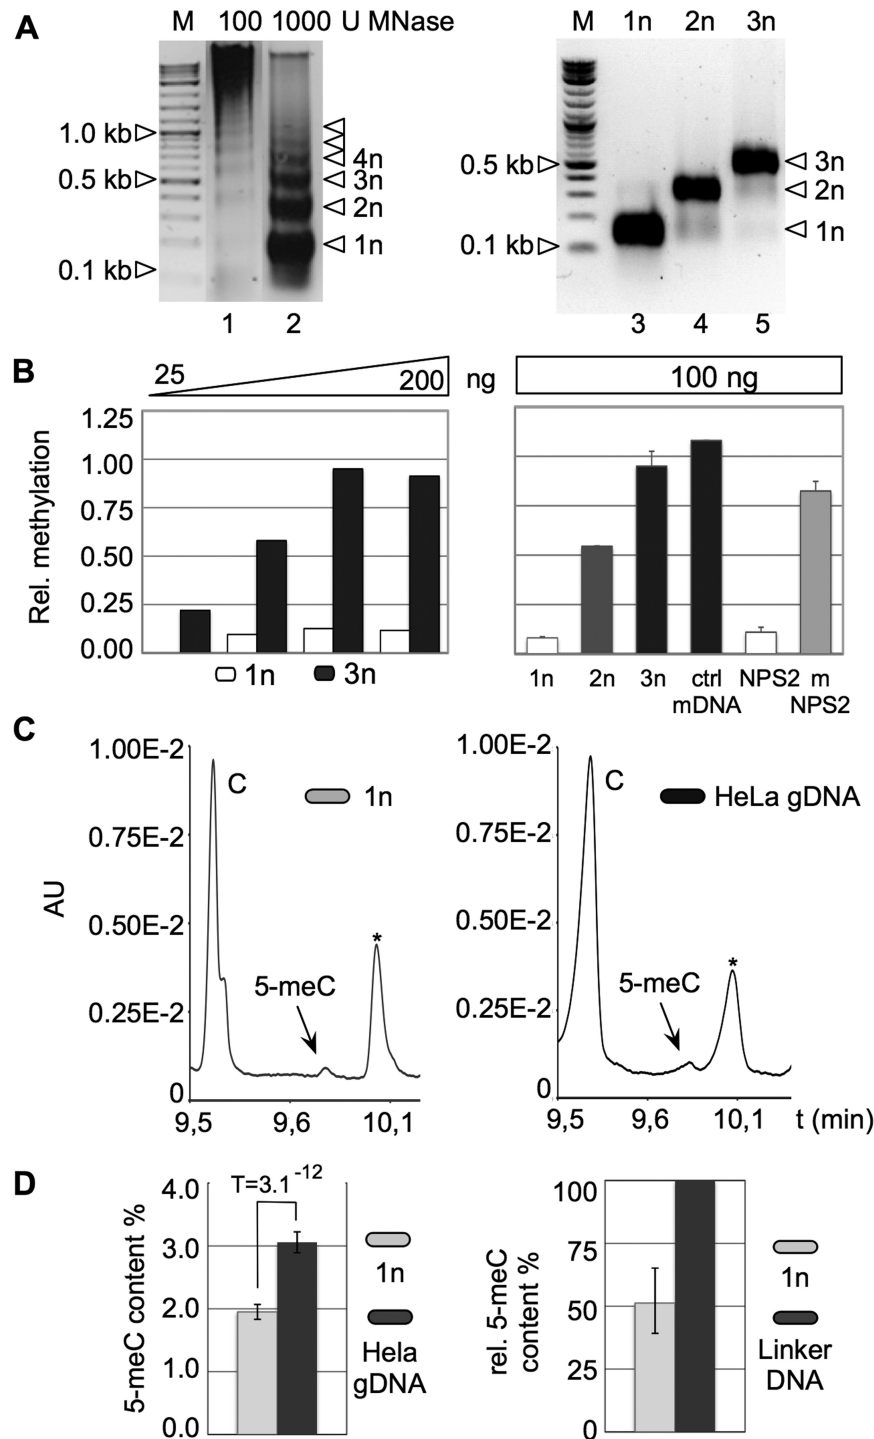 A
M 100 1000 U MNase
1.0 kb
0.5 kb
0.1 kb
4n
3n
2n
1n
1 2
M 1n 2n 3n
0.5 kb
0.1 kb
3n
2n
1n
3 4 5
B
25 200 ng
100 ng
Rel. methylation
1.25
1.00
0.75
0.50
0.25
0.00
1n 3n
1n 2n 3n ctrl NPS2 m
mDNA NPS2
C
AU
1.00E-2
0.75E-2
0.50E-2
0.25E-2
0
C
1n
5-meC
*
9,5 9,6 10,1
1.00E-2
0.75E-2
0.50E-2
0.25E-2
0
C
HeLa gDNA
5-meC
*
9,5 9,6 10,1 t (min)
D
5-meC content %
4.0
3.0
2.0
1.0
0.0
T=3.1-12
1n
Hela
gDNA
rel. 5-meC
content %
100
75
50
25
0
1n
Linker
DNA